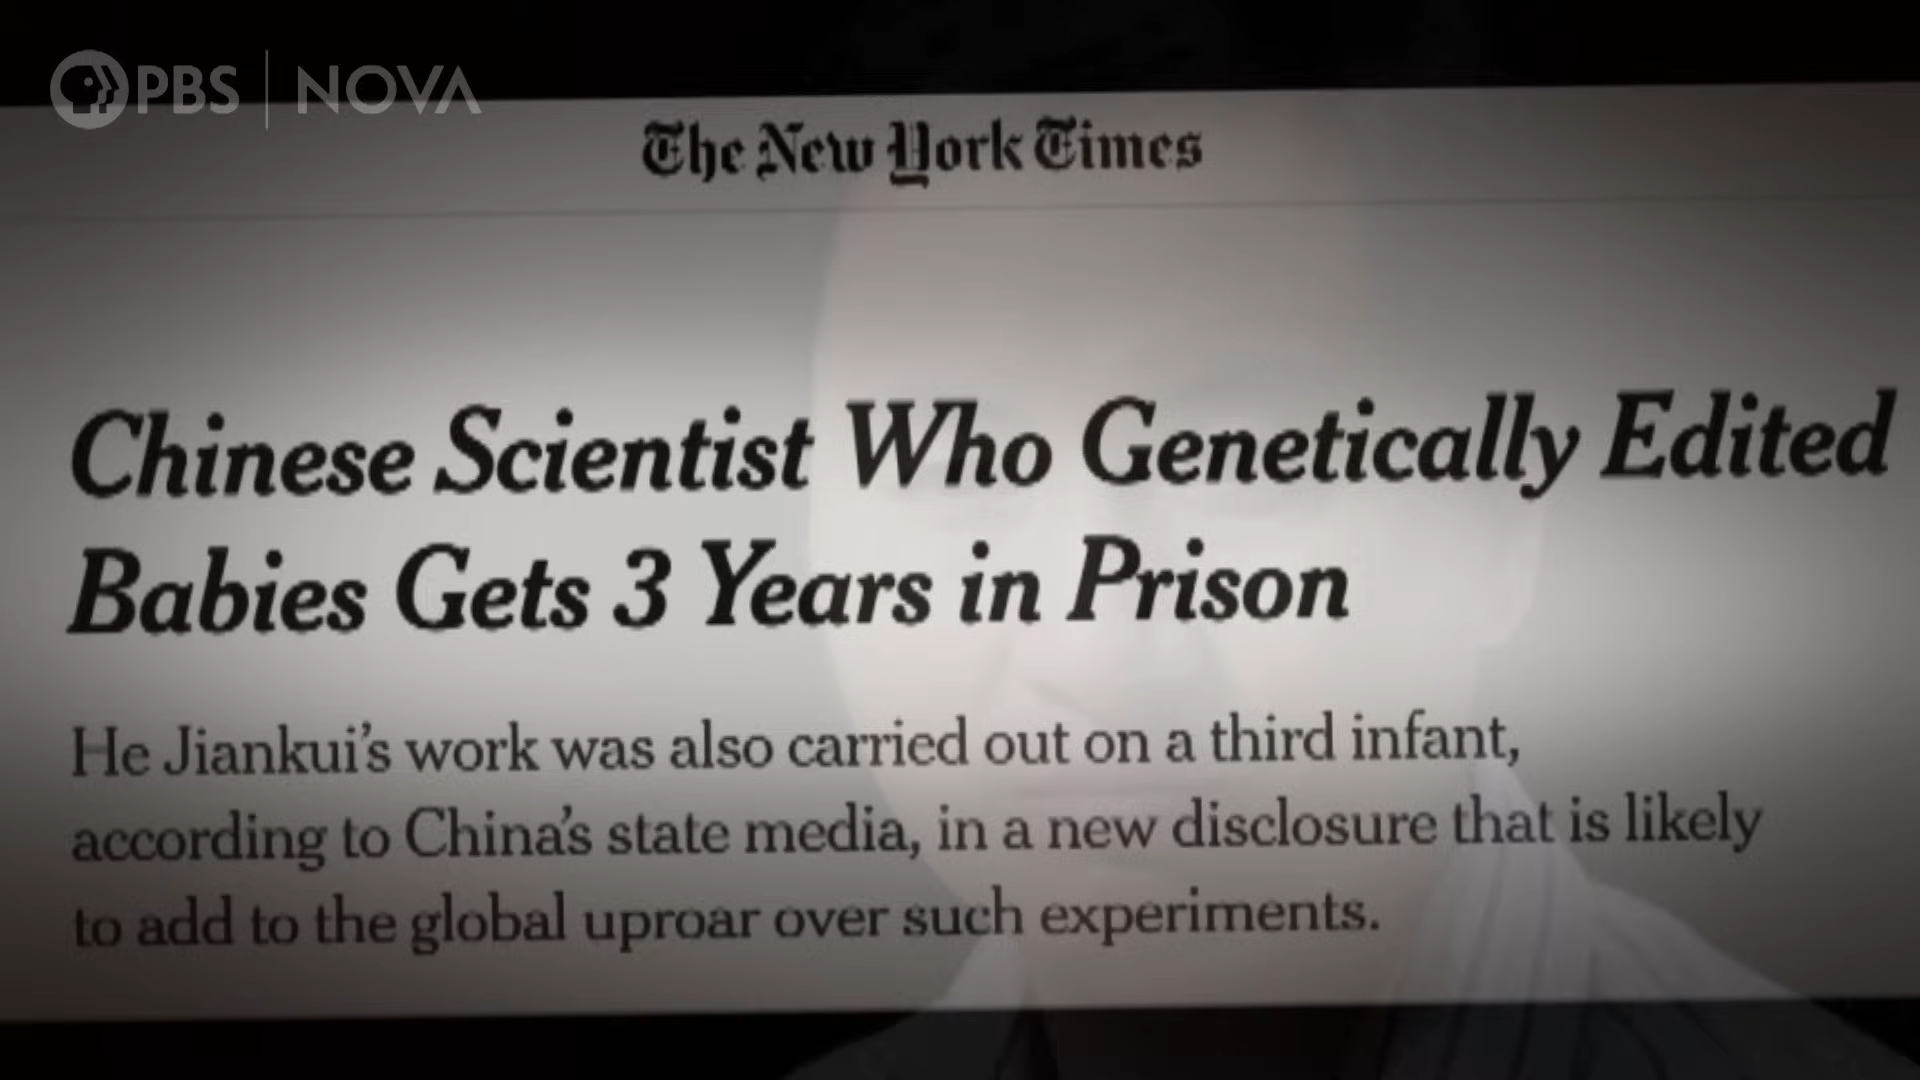 PBS | NOVA
The New York Times
Chinese Scientist Who Genetically Edited
Babies Gets 3 Years in Prison
He Jiankui’s work was also carried out on a third infant,
according to China’s state media, in a new disclosure that is likely
to add to the global uproar over such experiments.